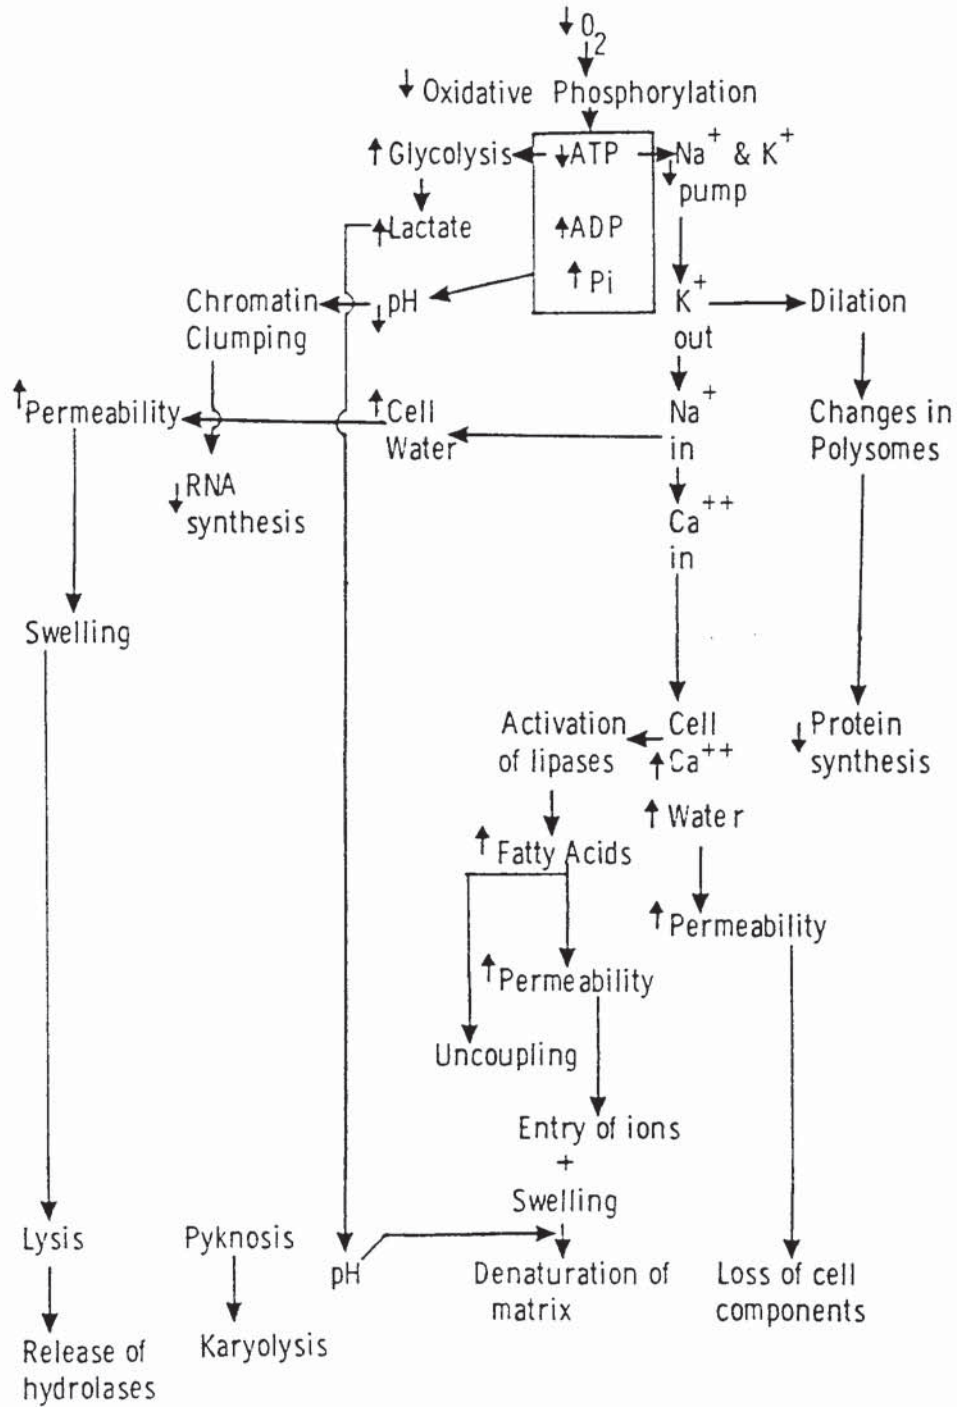 ↓ O2
↓ Oxidative Phosphorylation
↑ Glycolysis
↓ATP
Na+ & K+
↓ pump
↑Lactate
↑ADP
↑ Pi
Chromatin
Clumping
pH
↓
K+
out
Dilation
↑Permeability
↑ Cell
Water
Na+
in
Changes in
Polysomes
↓ RNA
synthesis
Ca++
in
Swelling
Activation
of lipases
Cell
↑Ca++
↓ Protein
synthesis
↑ Water
↑ Fatty Acids
↑ Permeability
↑Permeability
Uncoupling
Entry of ions
+
Swelling
Lysis
Pyknosis
pH
Denaturation of
matrix
Loss of cell
components
Release of
hydrolases
Karyolysis